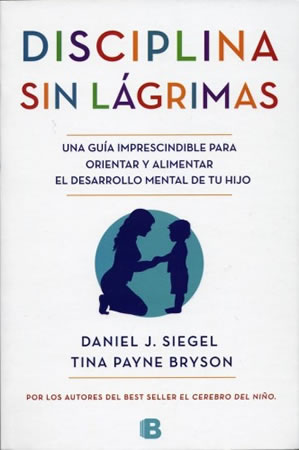 DISCIPLINA
SIN LÁGRIMAS
UNA GUÍA IMPRESCINDIBLE PARA
ORIENTAR Y ALIMENTAR
EL DESARROLLO MENTAL DE TU HIJO
DANIEL J. SIEGEL
TINA PAYNE BRYSON
POR LOS AUTORES DEL BEST SELLER EL CEREBRO DEL NIÑO.
B